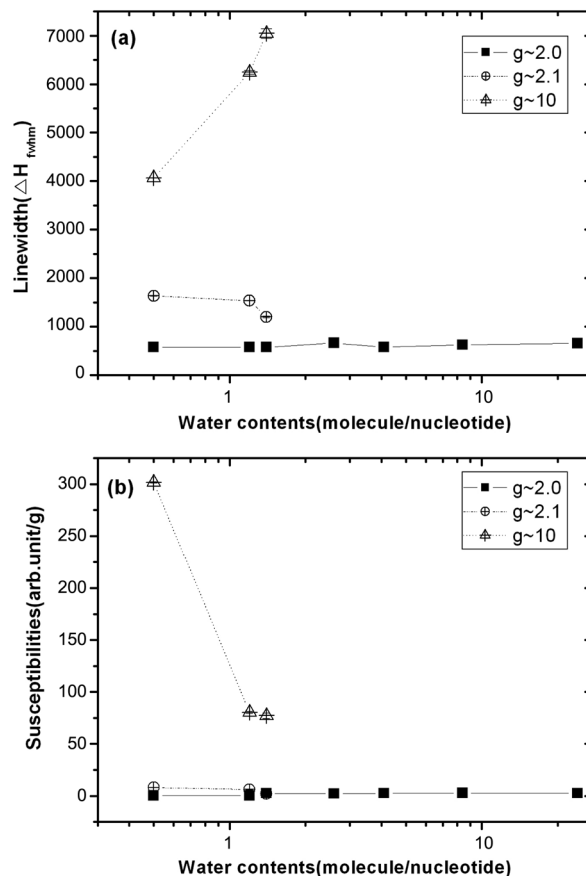 (a)
7000
6000
5000
4000
3000
2000
1000
0
Linewidth(△H fwhm)
g~2.0
g~2.1
g~10
1
10
Water contents(molecule/nucleotide)
(b)
300
250
200
150
100
50
0
Susceptibilities(arb.unit/g)
g~2.0
g~2.1
g~10
1
10
Water contents(molecule/nucleotide)